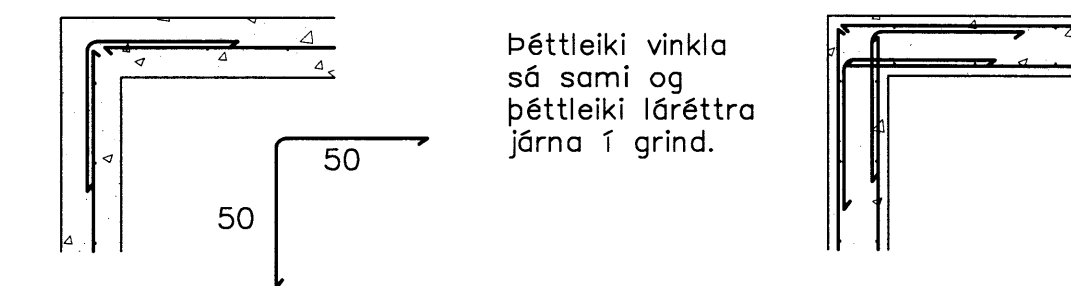 Þéttleiki vinkla
sá sami og
þéttleiki láréttra
járna í grind.
50
50